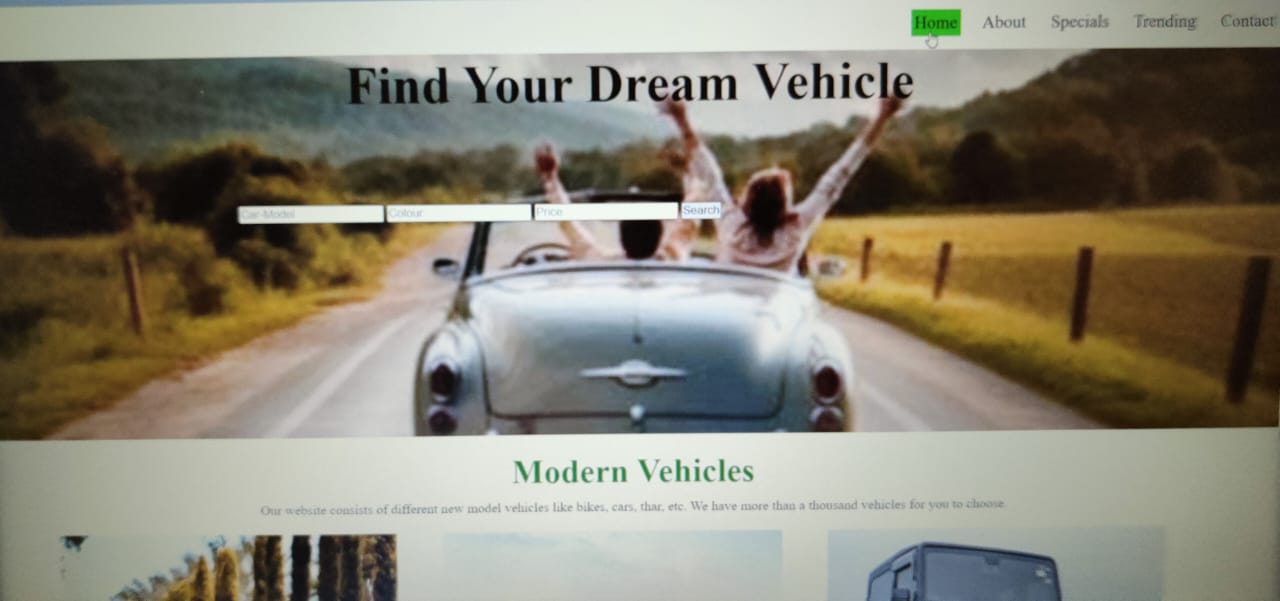 Home About Specials Trending Contact
Find Your Dream Vehicle
Car-Model Colour Price Search
Modern Vehicles
Our website consists of different new model vehicles like bikes, cars, thar, etc. We have more than a thousand vehicles for you to choose.